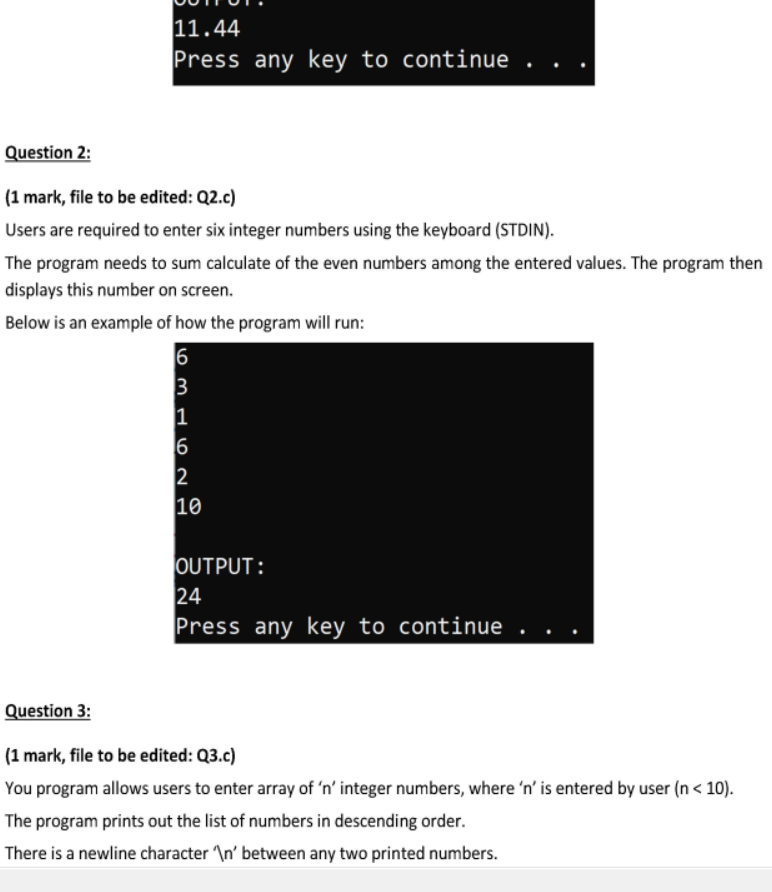 11.44
Press any key to continue . . .
Question 2:
(1 mark, file to be edited: Q2.c)
Users are required to enter six integer numbers using the keyboard (STDIN).
The program needs to sum calculate of the even numbers among the entered values. The program then
displays this number on screen.
Below is an example of how the program will run:
6
3
1
6
2
10
OUTPUT:
24
Press any key to continue . . .
Question 3:
(1 mark, file to be edited: Q3.c)
You program allows users to enter array of ‘n’ integer numbers, where ‘n’ is entered by user (n < 10).
The program prints out the list of numbers in descending order.
There is a newline character ‘\n’ between any two printed numbers.